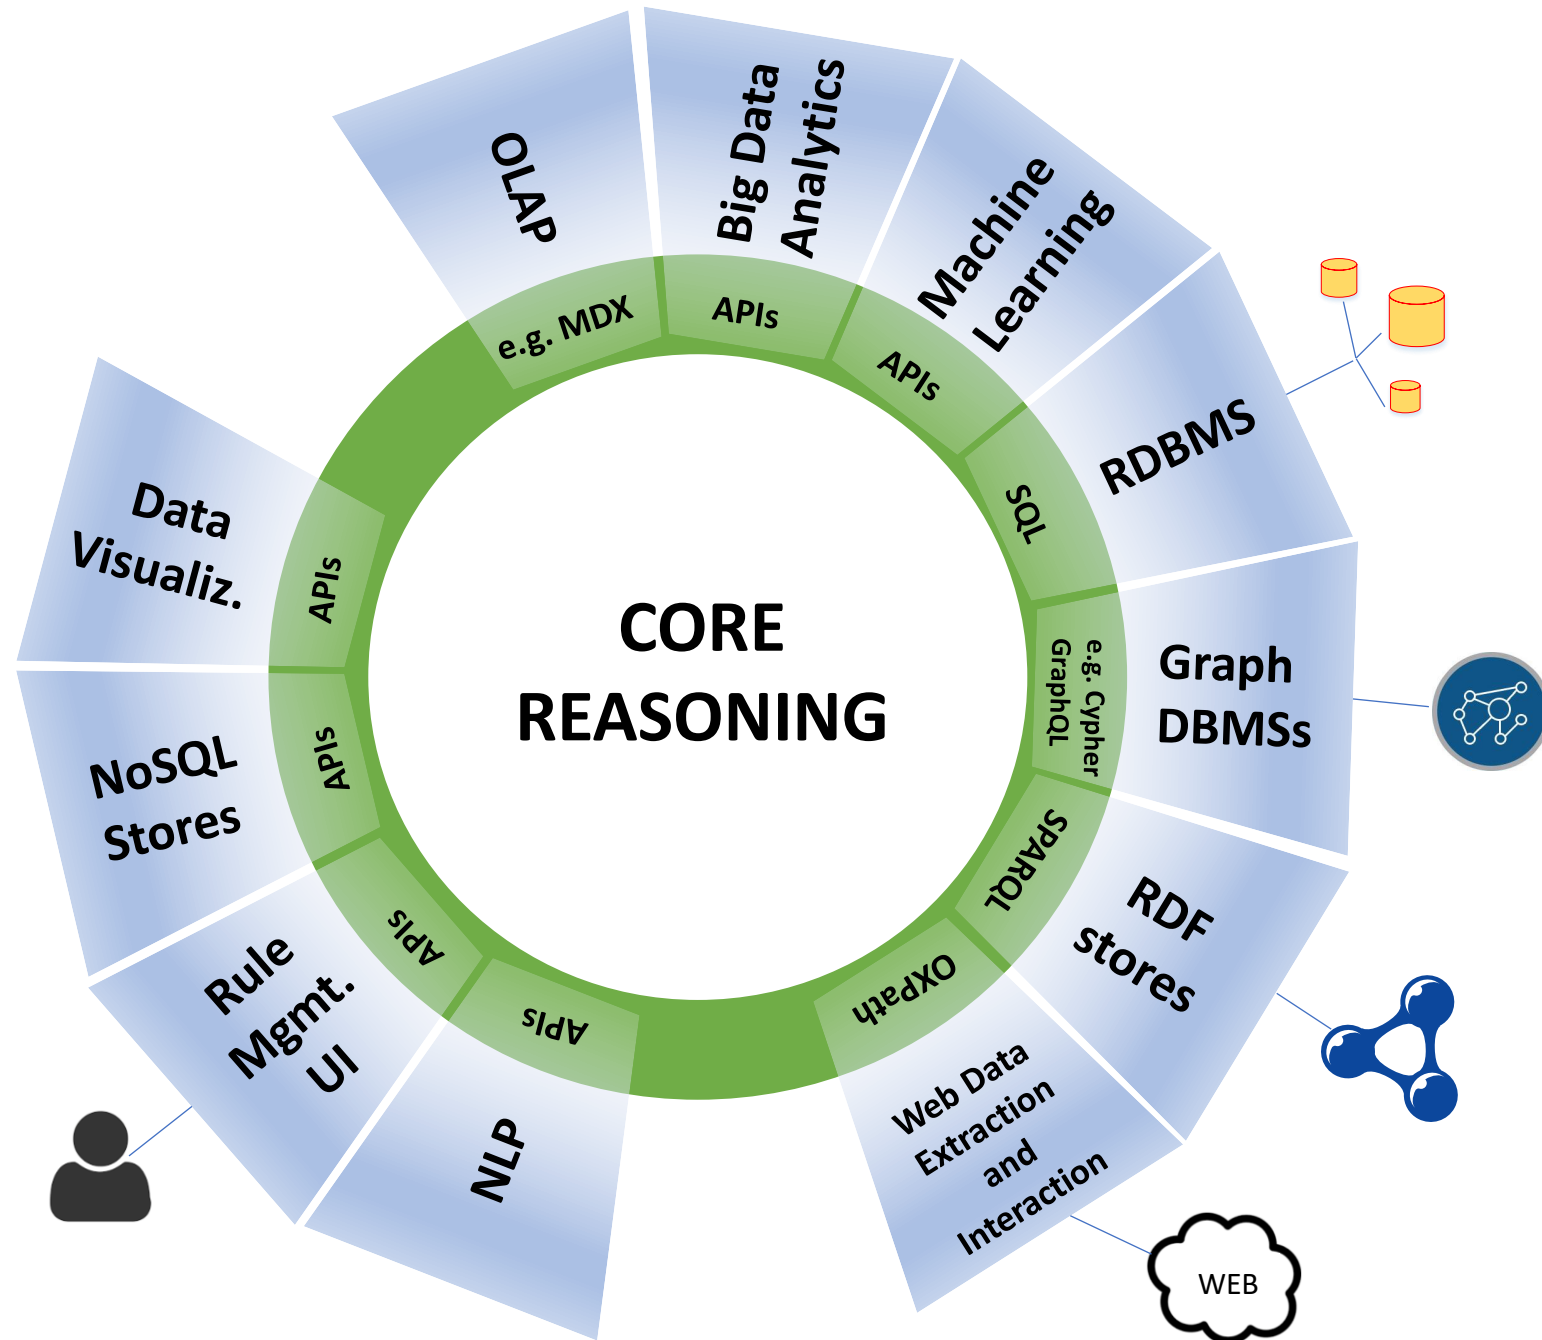 OLAP
e.g. MDX
Big Data
Analytics
APIs
Machine
Learning
APIs
RDBMS
SQL
Graph
DBMSs
e.g. Cypher
GraphQL
RDF
stores
SPARQL
Web Data
Extraction
and
Interaction
OXPath
WEB
NLP
APIs
Rule
Mgmt.
UI
APIs
NoSQL
Stores
APIs
Data
Visualiz.
APIs
CORE
REASONING